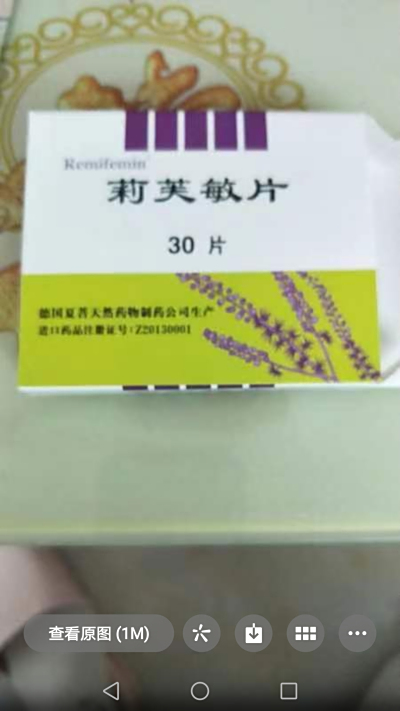 Remifemin
莉芙敏片
30 片
德国夏菩天然药物制药公司生产
进口药品注册证号:Z20130001
查看原图 (1M)